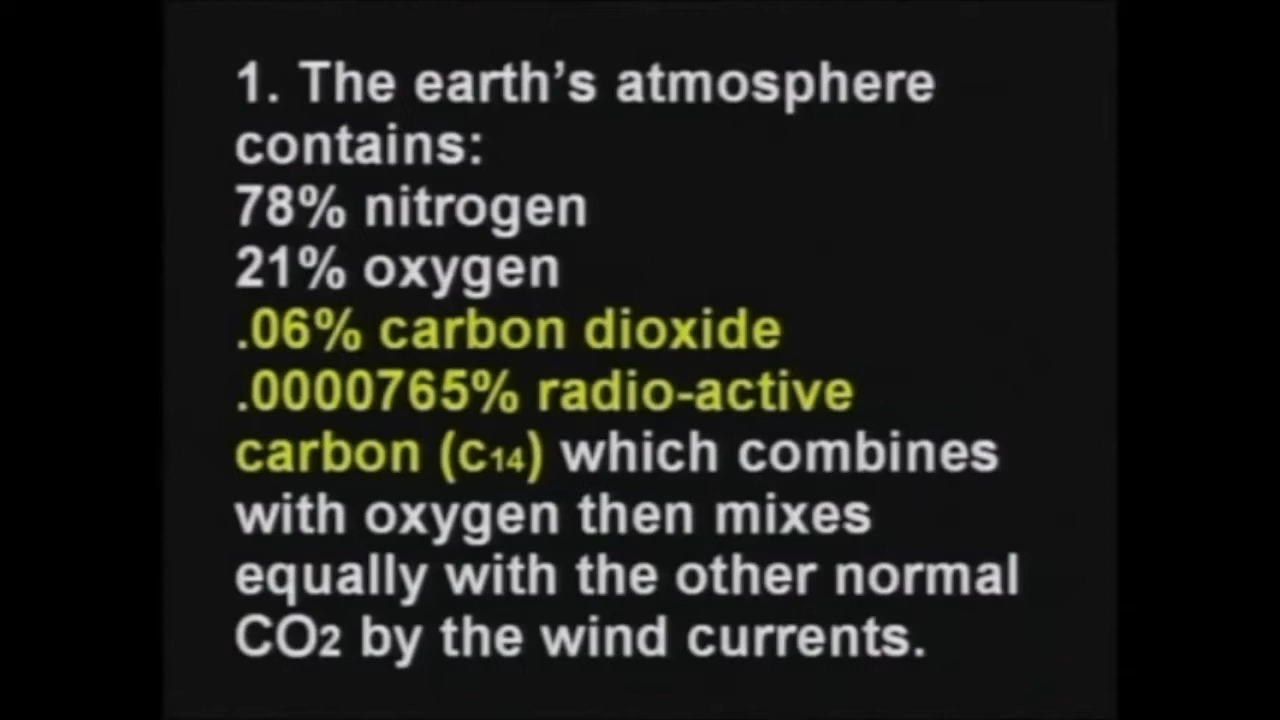 1. The earth's atmosphere
contains:
78% nitrogen
21% oxygen
.06% carbon dioxide
.0000765% radio-active
carbon (c14) which combines
with oxygen then mixes
equally with the other normal
CO2 by the wind currents.